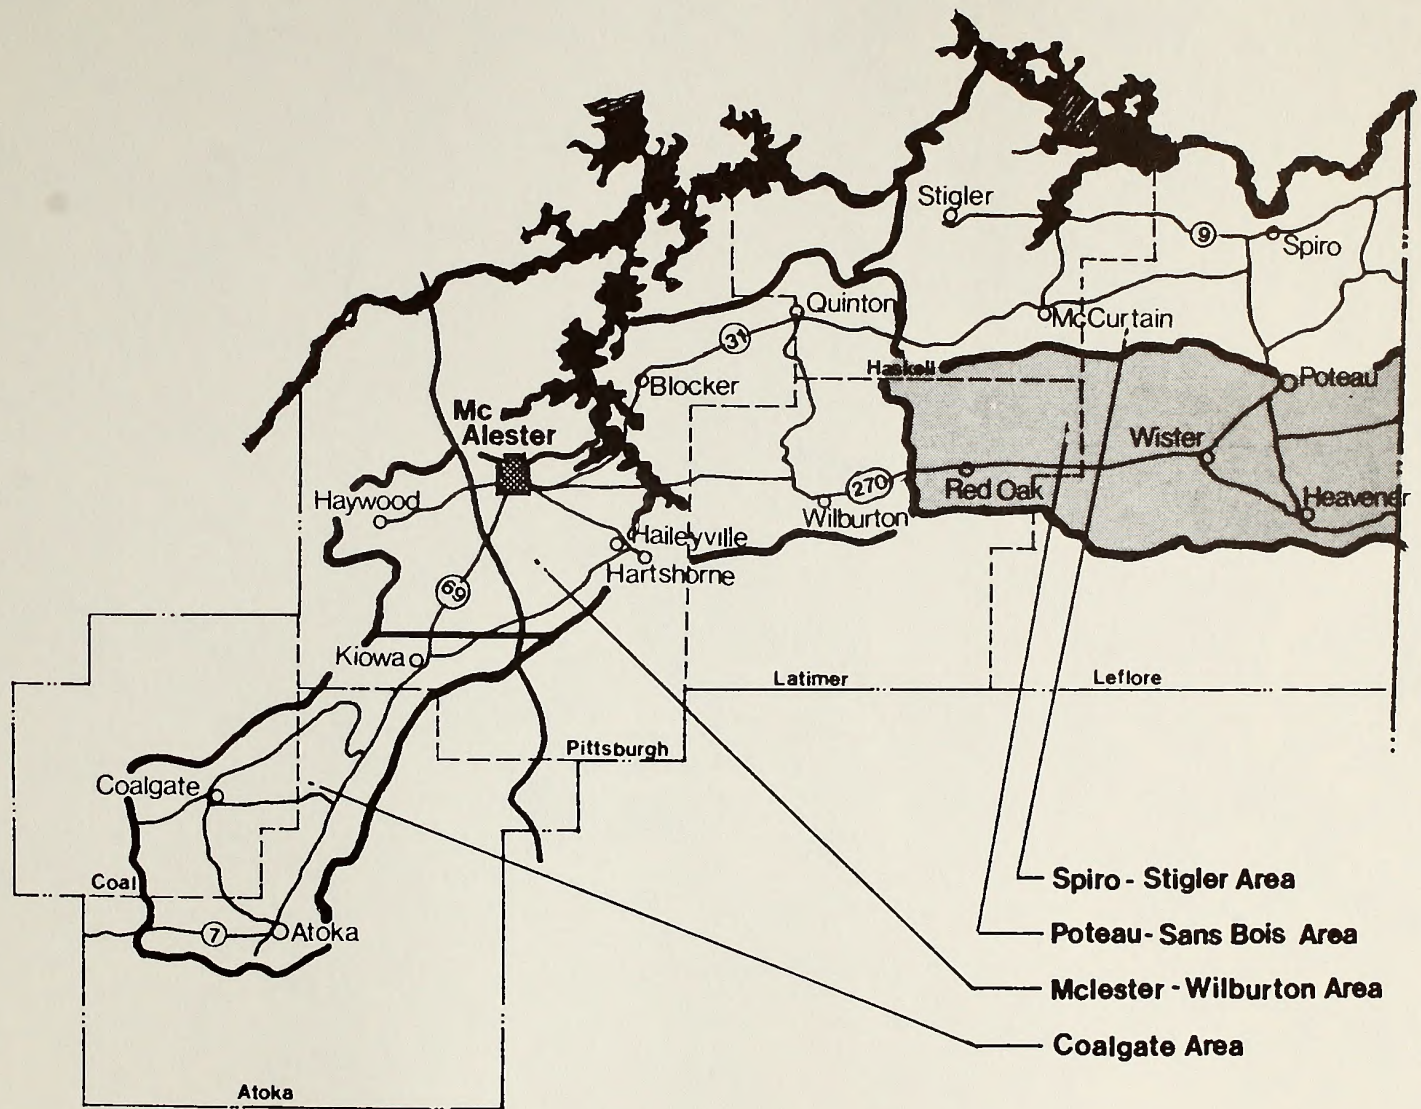 Stigler
9
Spiro
Quinton
McCurtain
31
Haskell
Blocker
Poteau
Mc
Alester
Wister
Haywood
270
Red Oak
Wilburton
Heavener
Haileyville
Hartshorne
69
Kiowa
Latimer
Leflore
Pittsburgh
Coalgate
Coal
7
Atoka
Spiro - Stigler Area
Poteau - Sans Bois Area
Mclester - Wilburton Area
Coalgate Area
Atoka